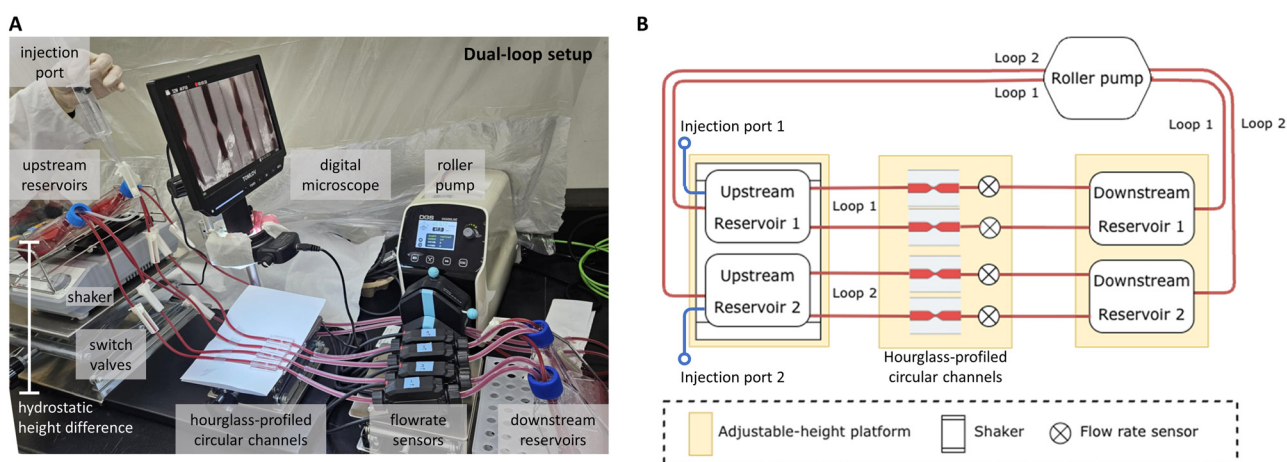 A
injection
port
Dual-loop setup
upstream
reservoirs
digital
microscope
roller
pump
shaker
switch
valves
hydrostatic
height difference
hourglass-profiled
circular channels
flowrate
sensors
downstream
reservoirs
B
Loop 2
Loop 1
Roller pump
Loop 1
Loop 2
Injection port 1
Upstream
Reservoir 1
Loop 1
Downstream
Reservoir 1
Upstream
Reservoir 2
Loop 2
Downstream
Reservoir 2
Injection port 2
Hourglass-profiled
circular channels
Adjustable-height platform
Shaker
Flow rate sensor